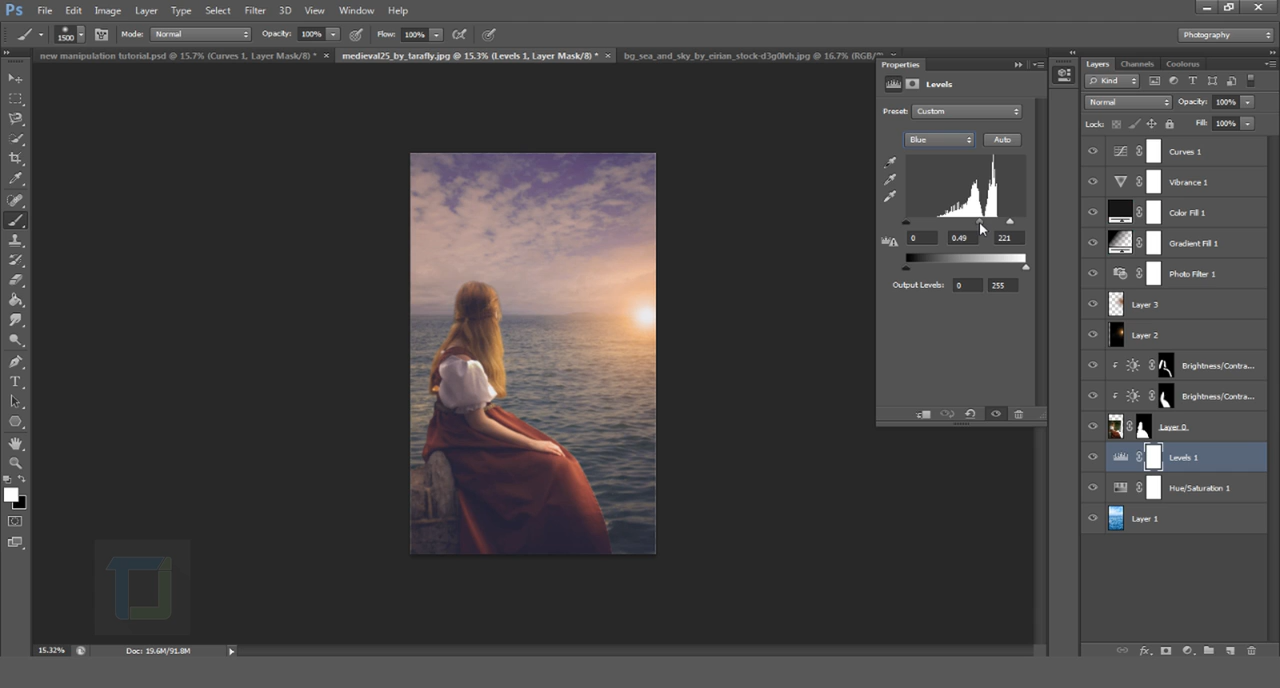 Ps File Edit Image Layer Type Select Filter 3D View Window Help
1500 Mode: Normal Opacity: 100% Flow: 100% Photography
new manipulation tutorial.psd @ 15.7% (Curves 1, Layer Mask/8) * × medieval25_by_tarafly.jpg @ 15.3% (Levels 1, Layer Mask/8) * × bg_sea_and_sky_by_eirian_stock-d3g0lvh.jpg @ 16.7% (RGB/
Properties
Levels
Preset: Custom
Blue Auto
0 0.49 221
Output Levels: 0 255
Layers Channels Coolorus
Kind
Normal Opacity: 100%
Lock: Fill: 100%
Curves 1
Vibrance 1
Color Fill 1
Gradient Fill 1
Photo Filter 1
Layer 3
Layer 2
Brightness/Contra...
Brightness/Contra...
Layer 0
Levels 1
Hue/Saturation 1
Layer 1
15.32% Doc: 19.6M/91.8M